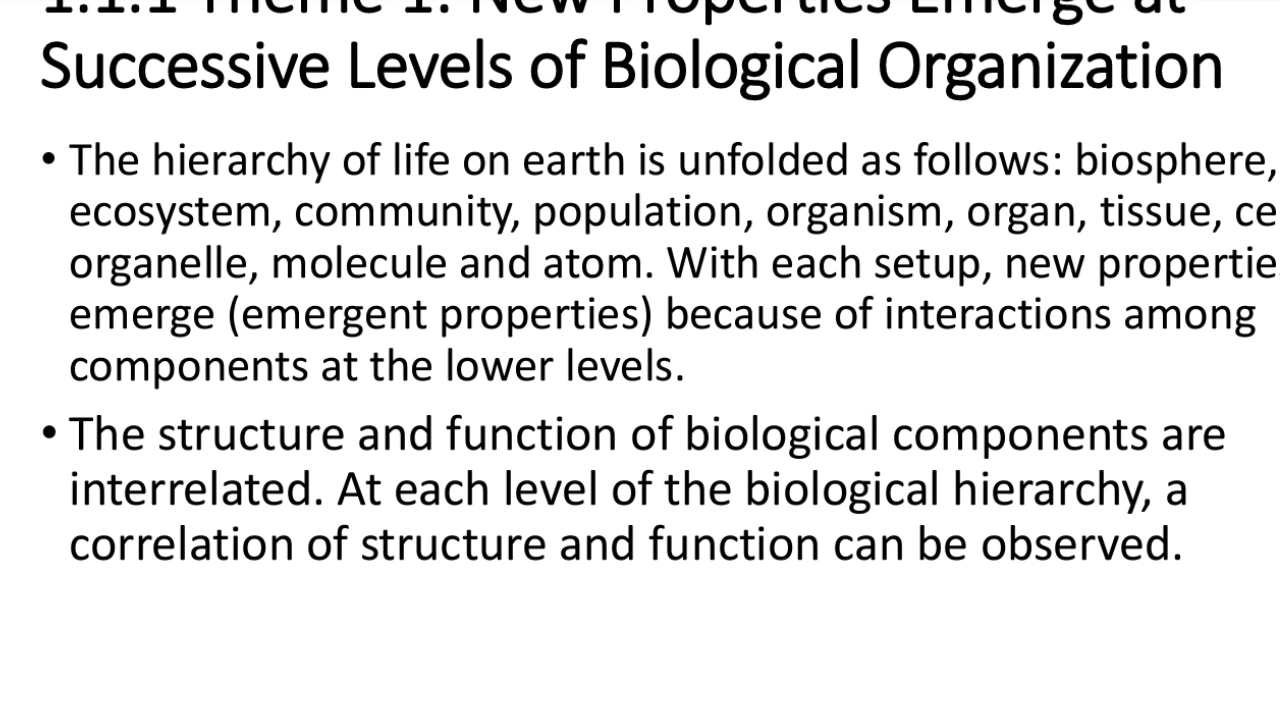 1.1.1 Theme 1: New Properties Emerge at
Successive Levels of Biological Organization
• The hierarchy of life on earth is unfolded as follows: biosphere,
ecosystem, community, population, organism, organ, tissue, ce
organelle, molecule and atom. With each setup, new propertie
emerge (emergent properties) because of interactions among
components at the lower levels.
• The structure and function of biological components are
interrelated. At each level of the biological hierarchy, a
correlation of structure and function can be observed.